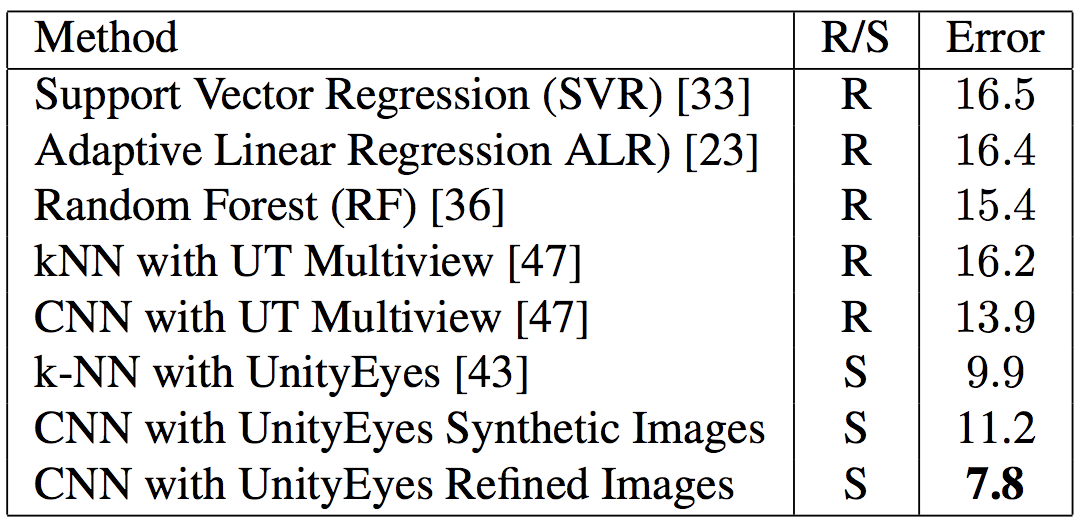 Method R/S Error
Support Vector Regression (SVR) [33] R 16.5
Adaptive Linear Regression ALR) [23] R 16.4
Random Forest (RF) [36] R 15.4
kNN with UT Multiview [47] R 16.2
CNN with UT Multiview [47] R 13.9
k-NN with UnityEyes [43] S 9.9
CNN with UnityEyes Synthetic Images S 11.2
CNN with UnityEyes Refined Images S 7.8